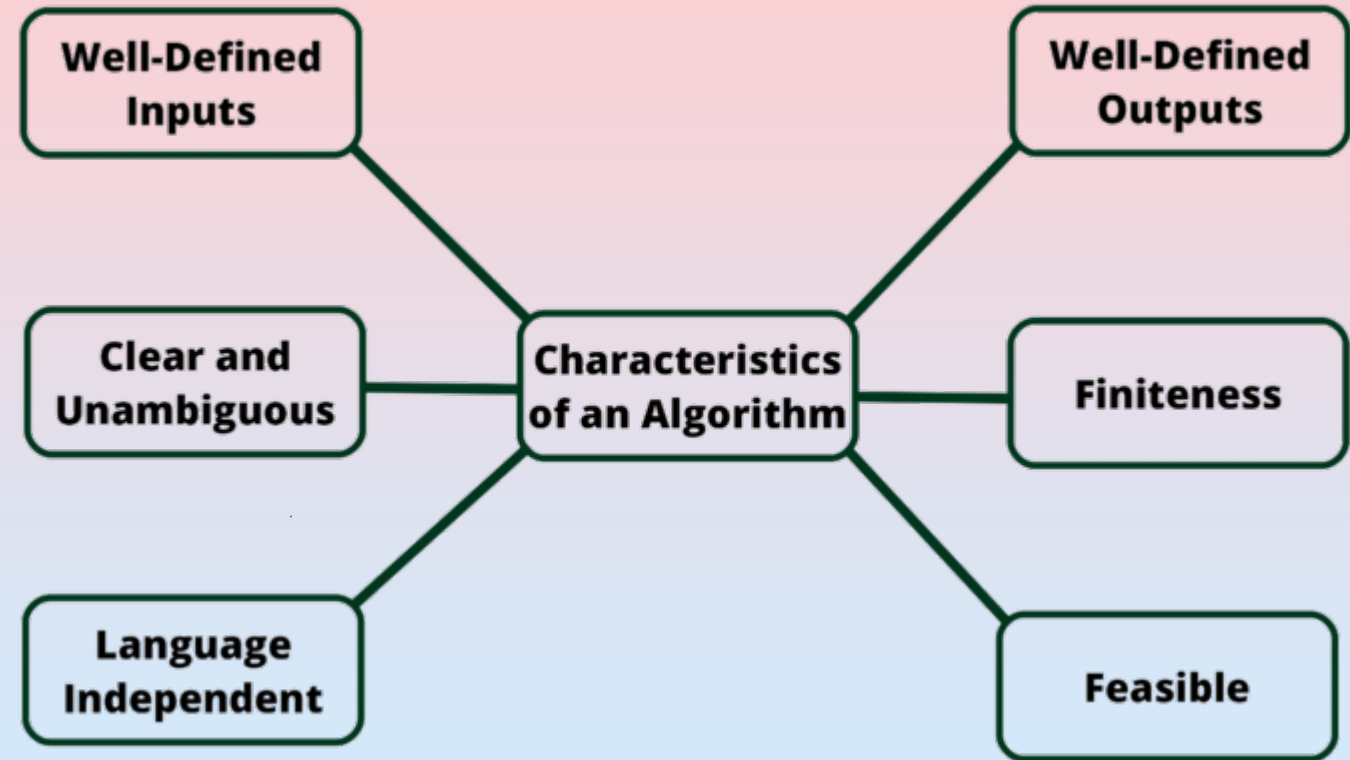 Well-Defined
Inputs
Well-Defined
Outputs
Clear and
Unambiguous
Characteristics
of an Algorithm
Finiteness
Language
Independent
Feasible